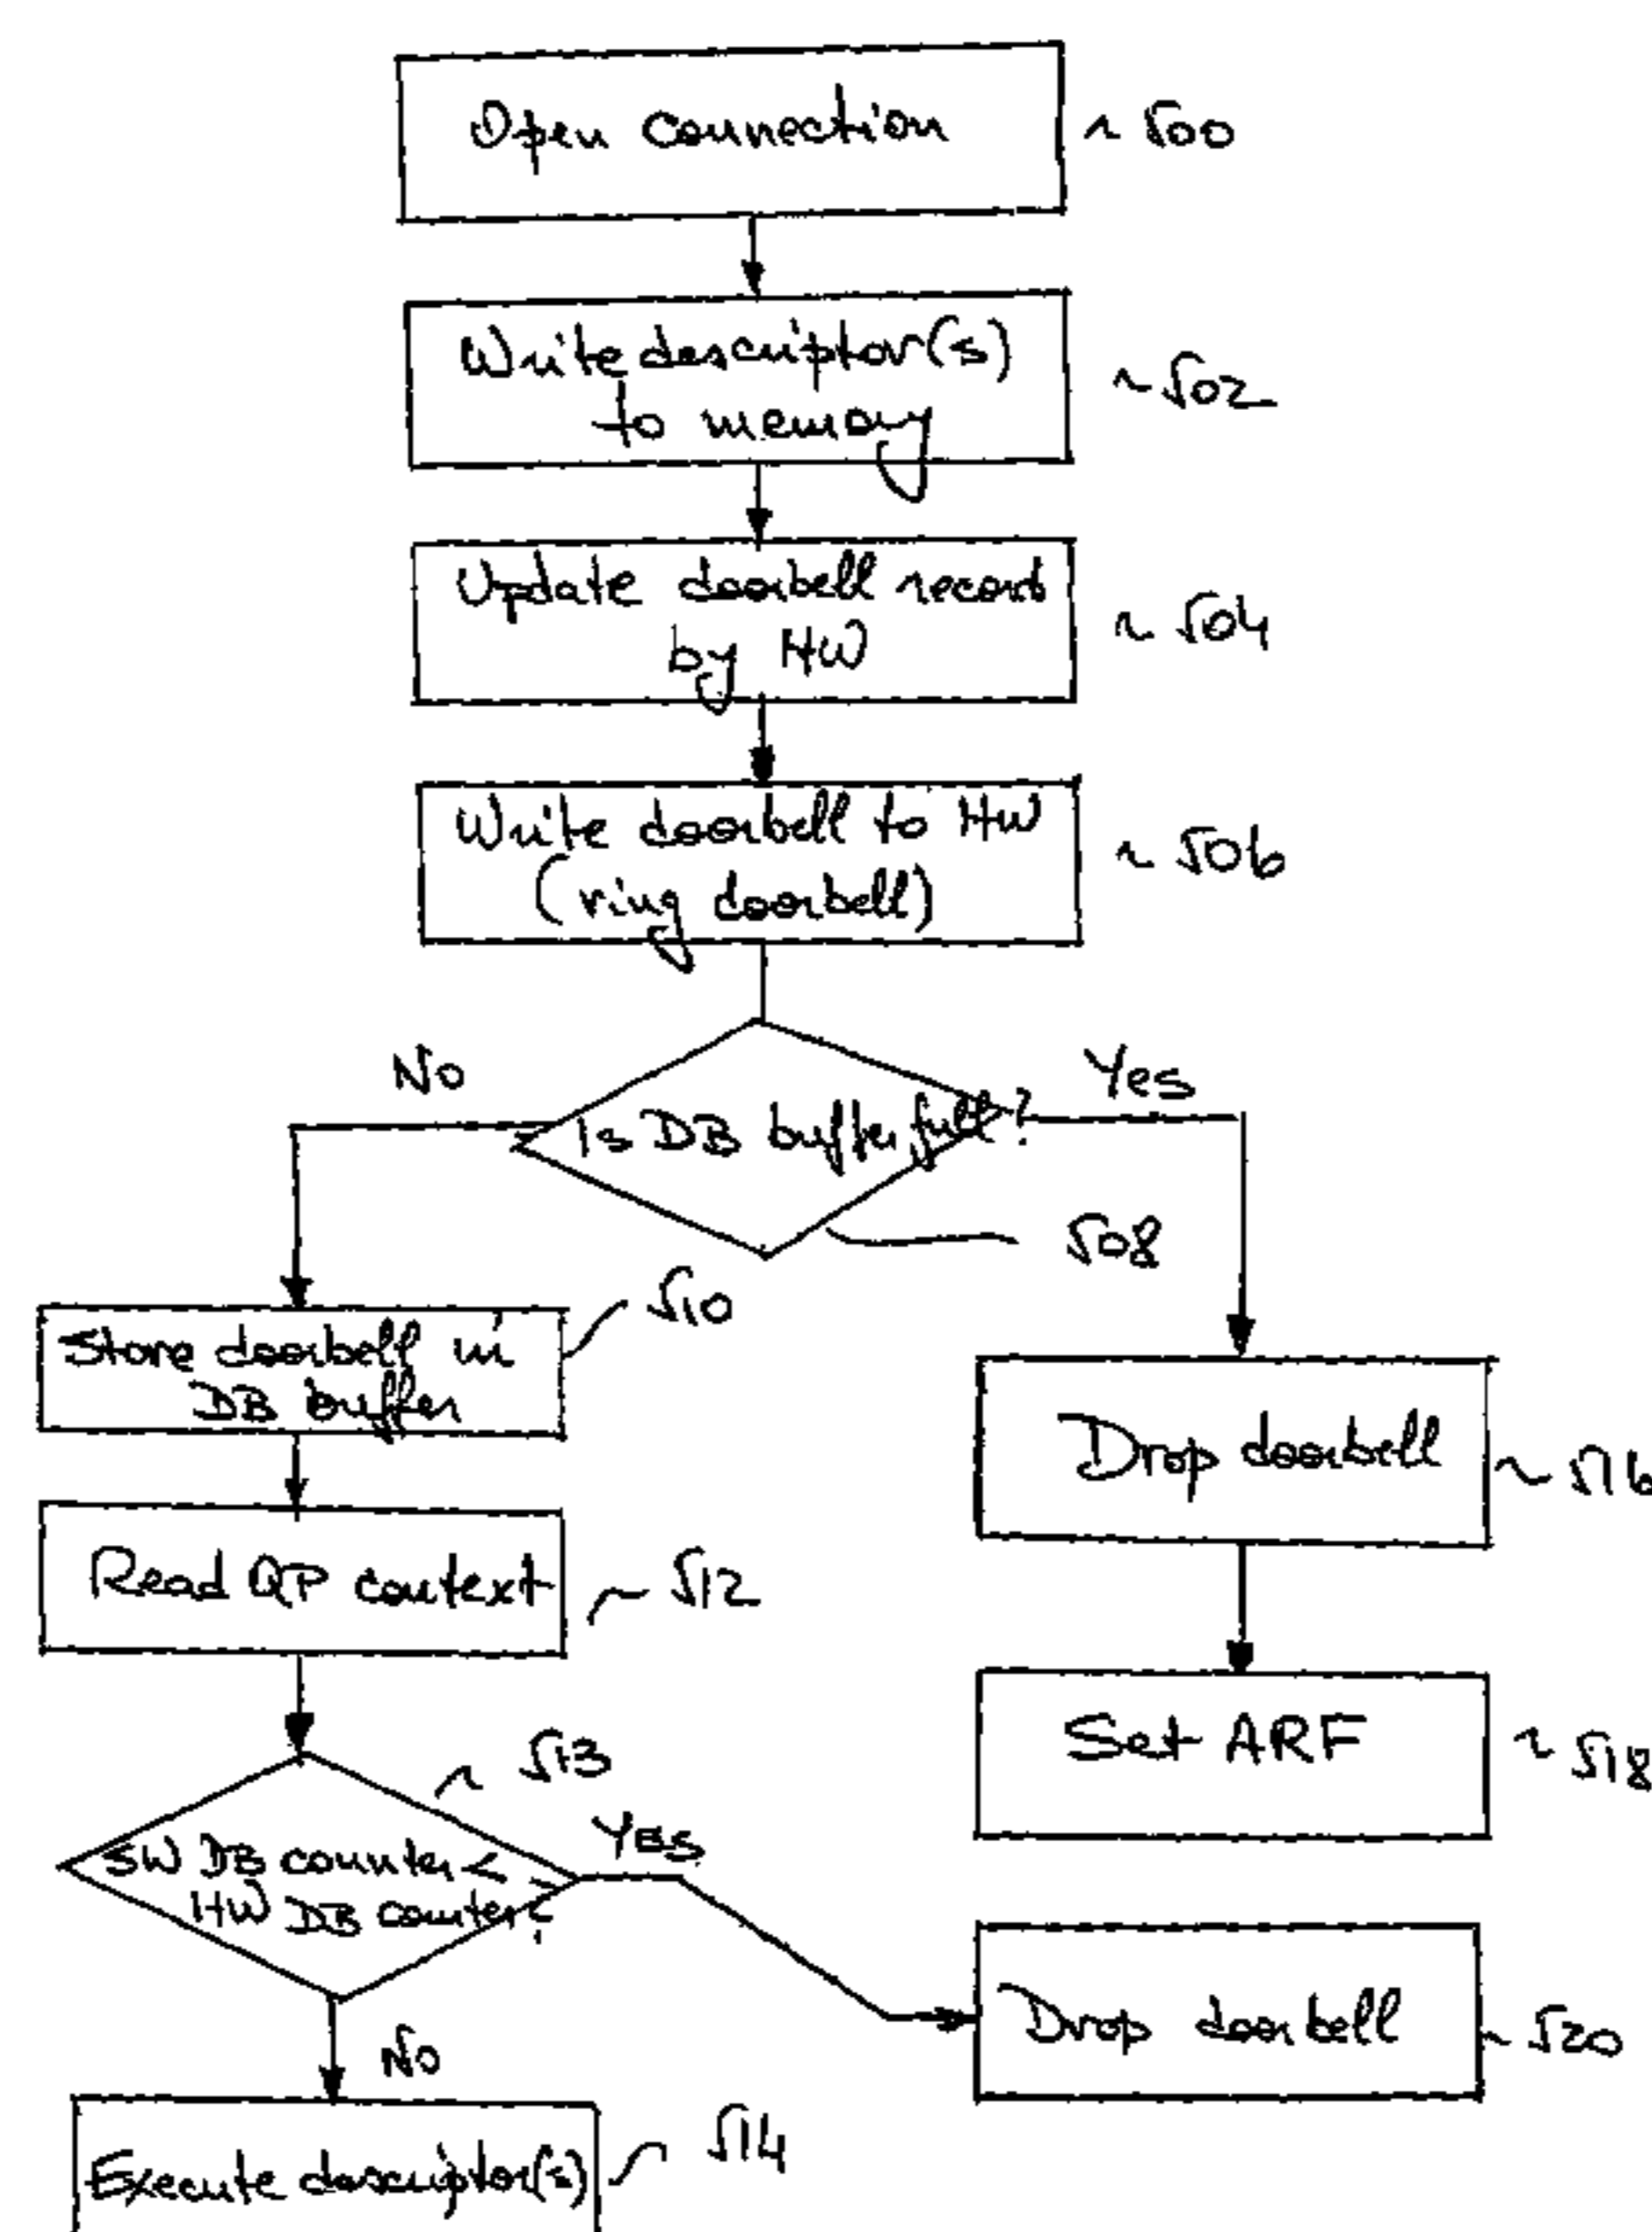 Open connection ~ 500
Write descriptor(s)
to memory
~ 502
Update doorbell record
by HW
~ 504
Write doorbell to HW
(ring doorbell)
~ 506
No
Yes
Is DB buffer full?
508
510
Store doorbell in
DB buffer
Drop doorbell ~ 516
Read QP context ~ 512
Set ARF ~ 518
~ 513
SW DB counter <
HW DB counter?
YES
Drop doorbell ~ 520
No
514
Execute descriptor(s)